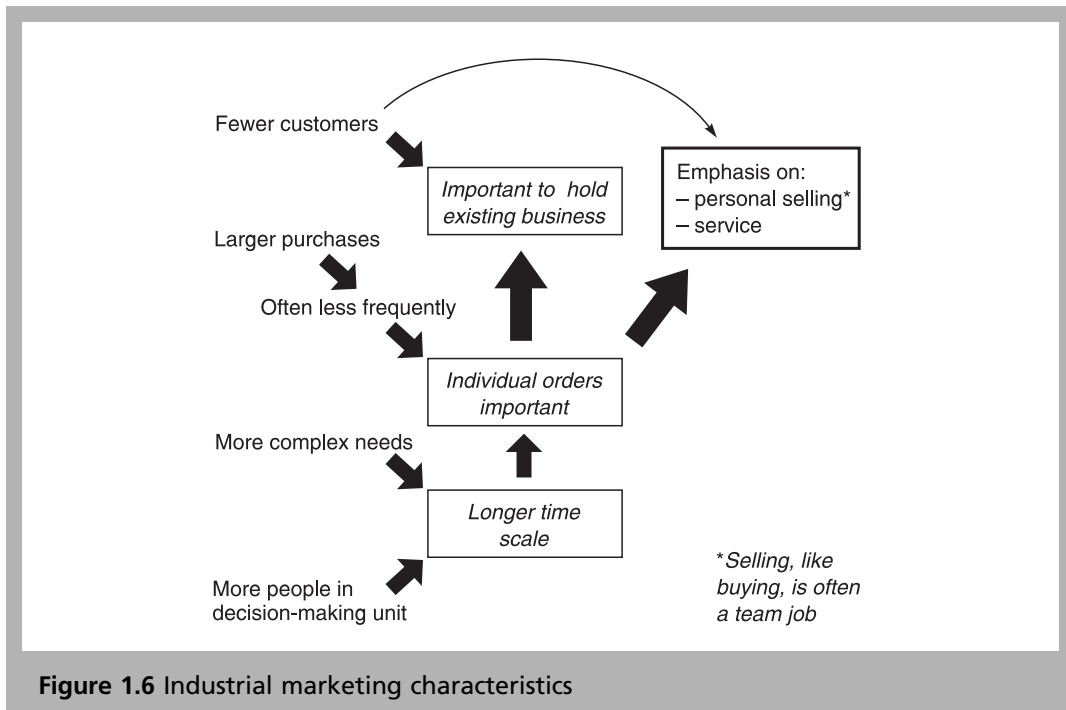 Fewer customers
Important to hold
existing business
Emphasis on:
– personal selling*
– service
Larger purchases
Often less frequently
Individual orders
important
More complex needs
Longer time
scale
More people in
decision-making unit
*Selling, like
buying, is often
a team job
Figure 1.6 Industrial marketing characteristics